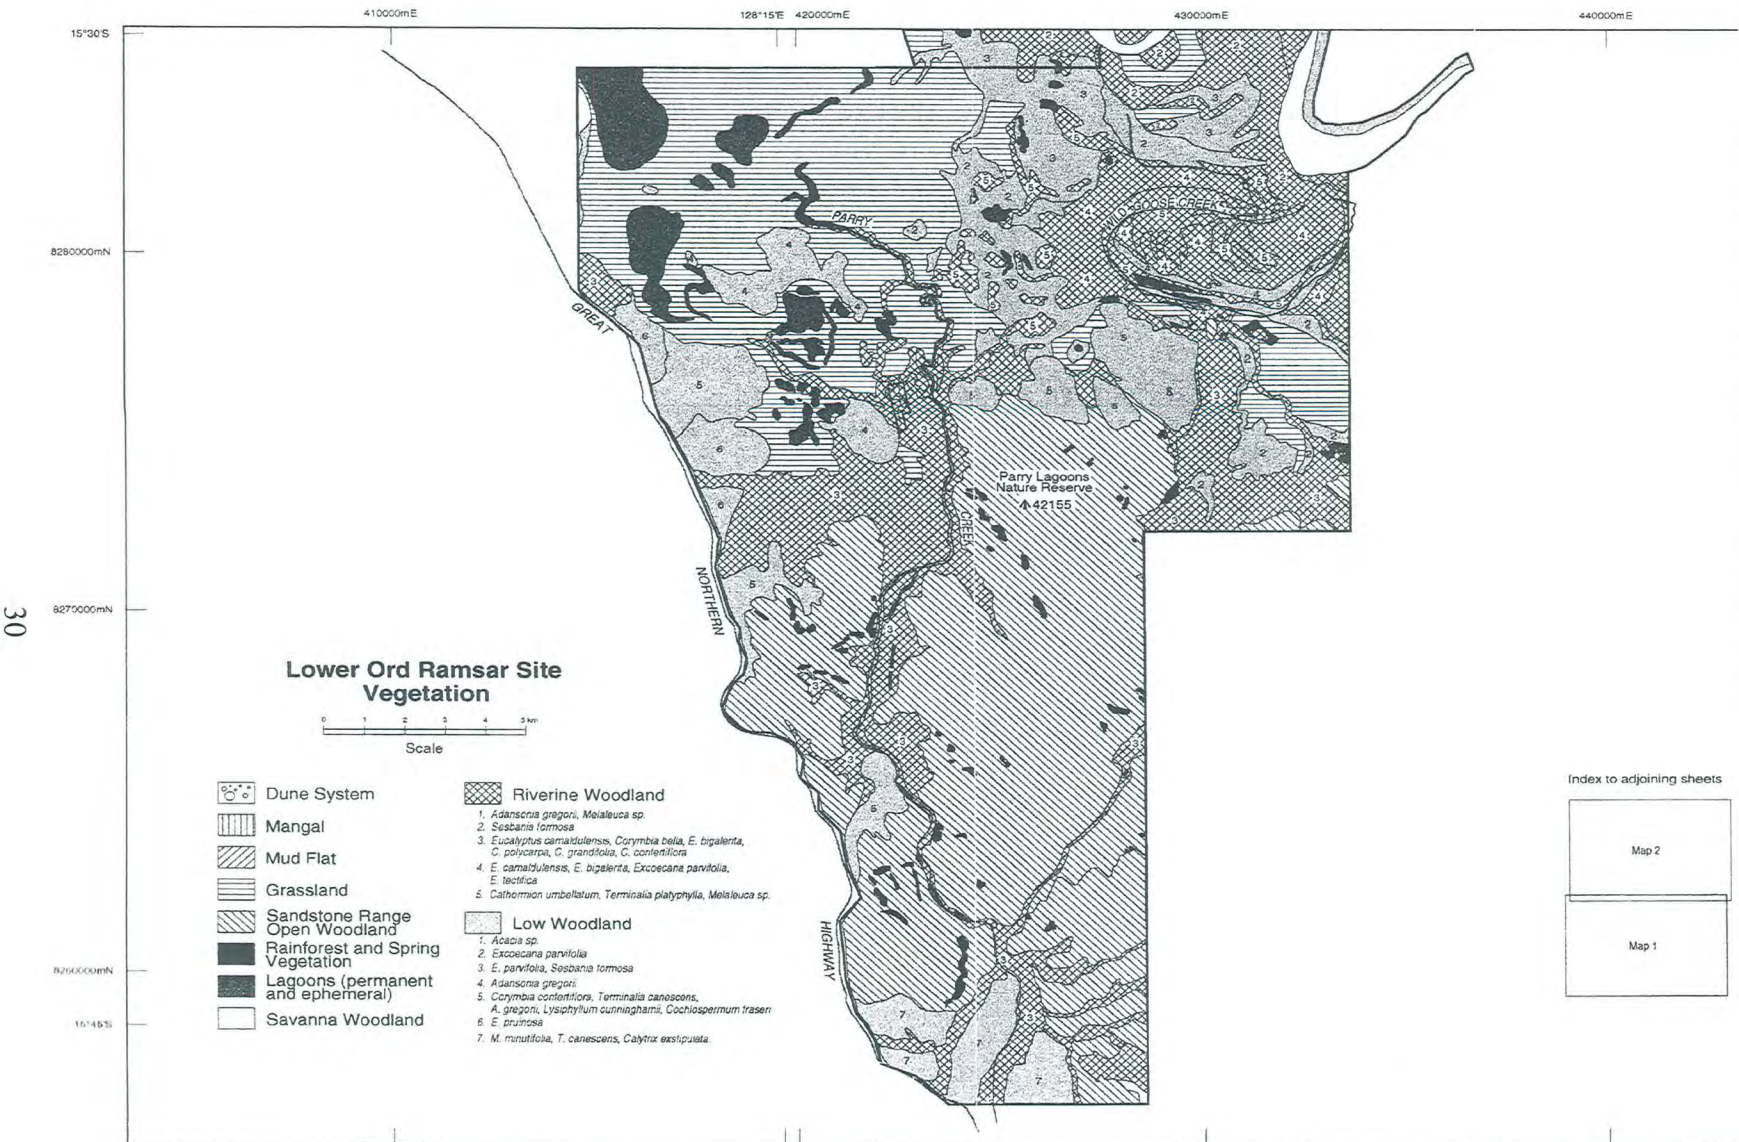 410000mE
128°15'E 420000mE
430000mE
440000mE
15°30'S
8280000mN
8270000mN
8260000mN
15°45'S
30
PARRY
GOOSE CREEK
GREAT
NORTHERN
HIGHWAY
CREEK
Parry Lagoons
Nature Reserve
42155
Lower Ord Ramsar Site
Vegetation
0 1 2 3 4 5 km
Scale
Dune System
Mangal
Mud Flat
Grassland
Sandstone Range
Open Woodland
Rainforest and Spring
Vegetation
Lagoons (permanent
and ephemeral)
Savanna Woodland
Riverine Woodland
1. Adansonia gregorii, Melaleuca sp.
2. Sesbania formosa
3. Eucalyptus camaldulensis, Corymbia bella, E. bigalerita,
C. polycarpa, C. grandifolia, C. confertiflora
4. E. camaldulensis, E. bigalerita, Excoecaria parvifolia,
E. tectifica
5. Cathormion umbellatum, Terminalia platyphylla, Melaleuca sp.
Low Woodland
1. Acacia sp.
2. Excoecaria parvifolia
3. E. parvifolia, Sesbania formosa
4. Adansonia gregorii
5. Corymbia confertiflora, Terminalia canescens,
A. gregorii, Lysiphyllum cunninghamii, Cochlospermum fraseri
6. E. pruinosa
7. M. minutifolia, T. canescens, Calytrix exstipulata.
Index to adjoining sheets
Map 2
Map 1